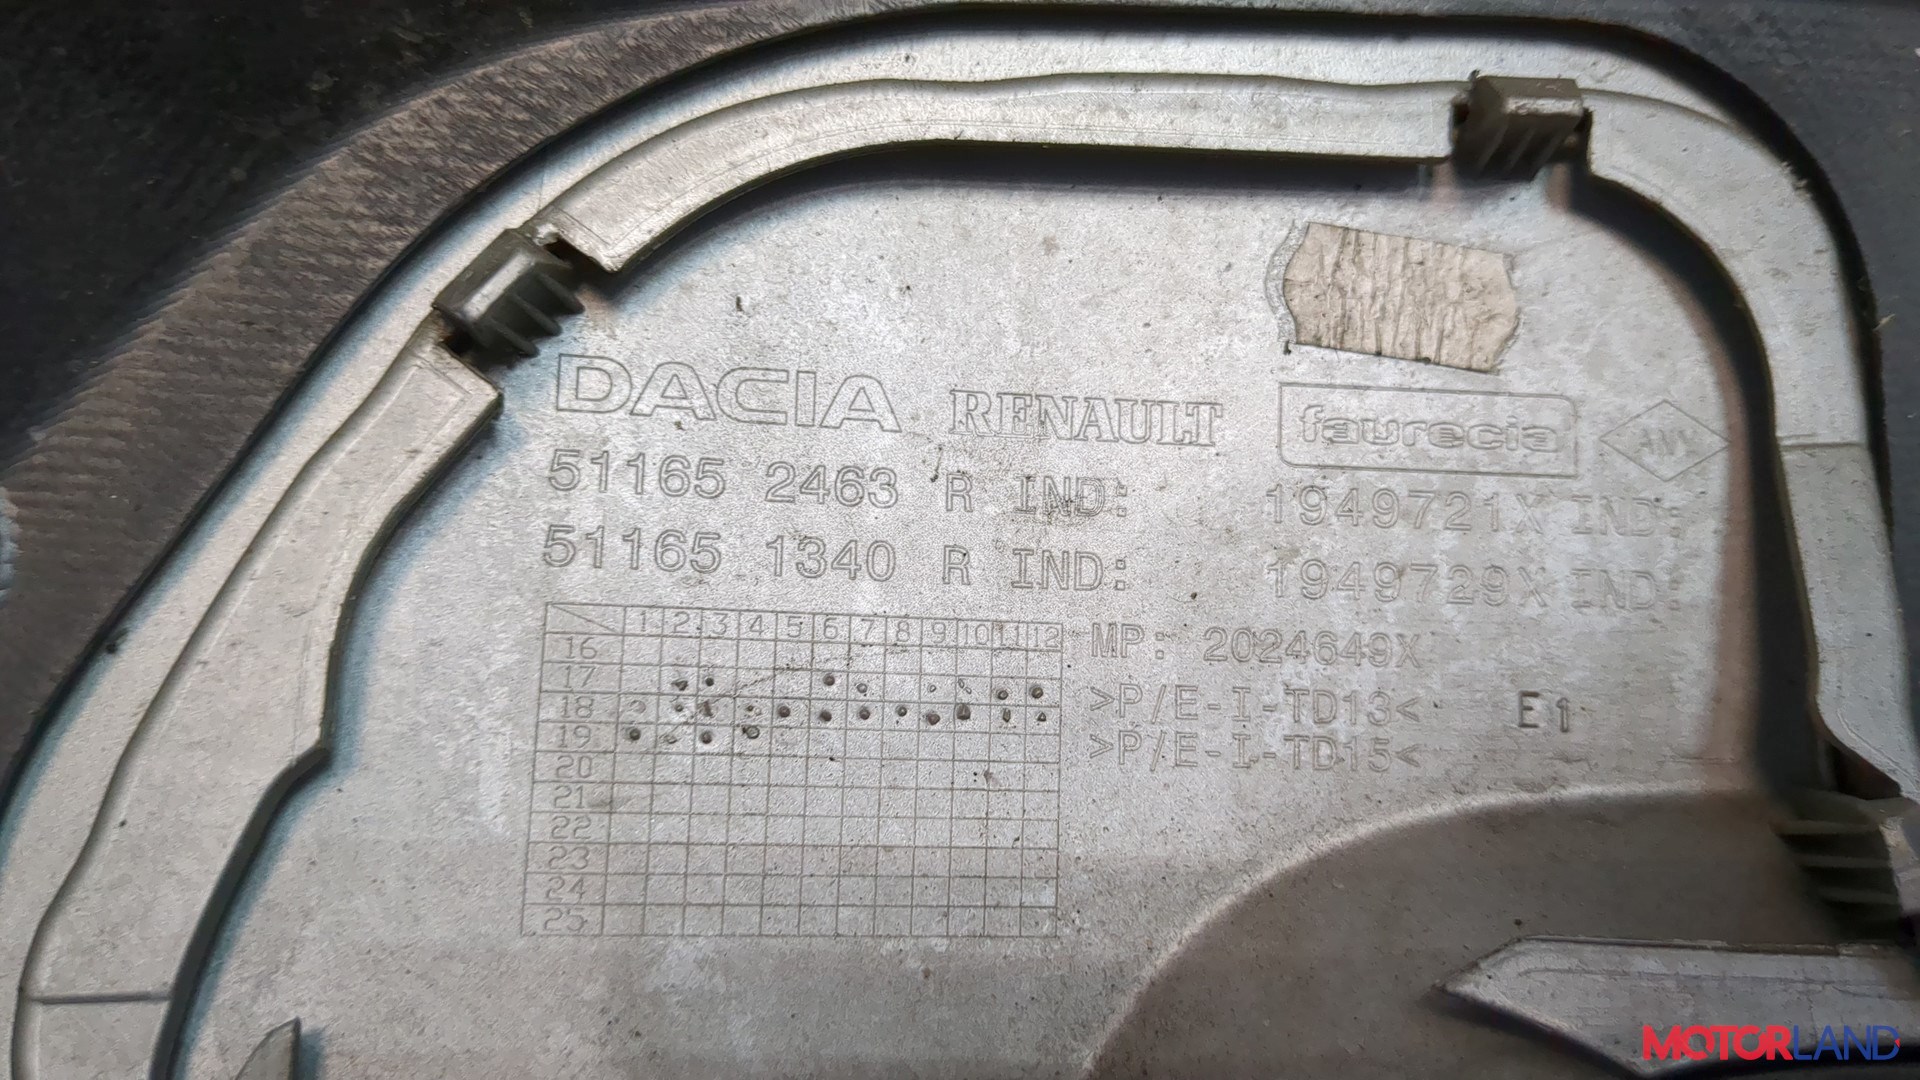 DACIA RENAULT faurecia
51165 2463 R IND: 1949721X IND:
51165 1340 R IND: 1949729X IND:
1 2 3 4 5 6 7 8 9 10 11 12
16
17
18
19
20
21
22
23
24
25
MP: 2024649X
>P/E-I-TD13< E1
>P/E-I-TD15<
MOTORLAND